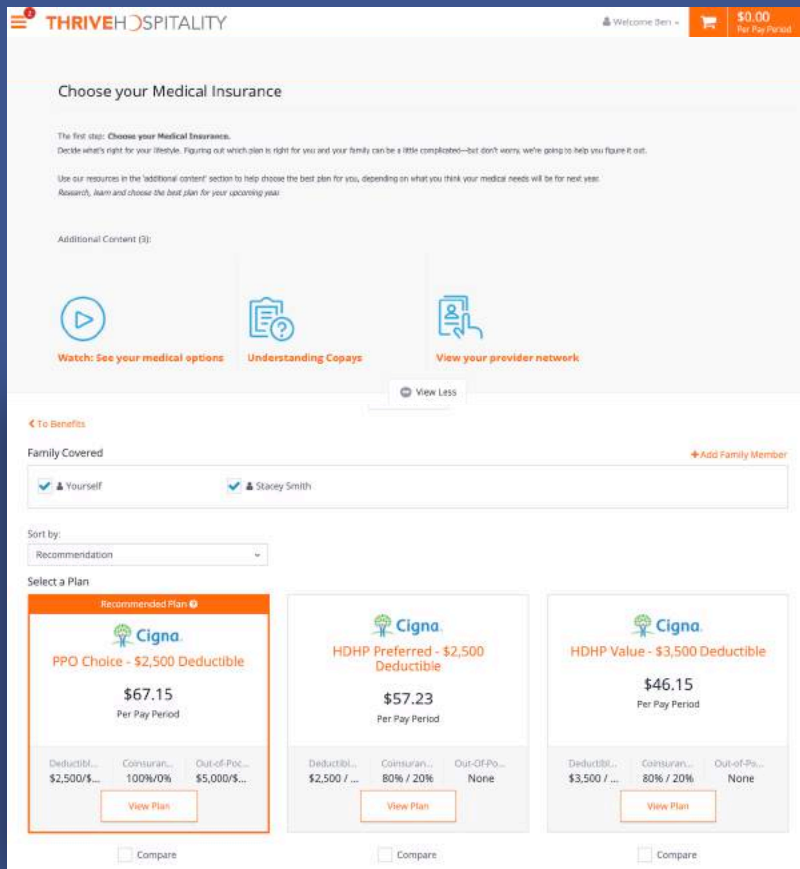 2
THRIVEHOSPITALITY
Welcome Ben
$0.00
Per Pay Period
Choose your Medical Insurance
The first step: Choose your Medical Insurance.
Decide what's right for your lifestyle. Figuring out which plan is right for you and your family can be a little complicated—but don't worry, we're going to help you figure it out.
Use our resources in the 'additional content' section to help choose the best plan for you, depending on what you think your medical needs will be for next year.
Research, learn and choose the best plan for your upcoming year.
Additional Content (3):
Watch: See your medical options
Understanding Copays
View your provider network
View Less
To Benefits
Family Covered
+Add Family Member
Yourself
Stacey Smith
Sort by:
Recommendation
Select a Plan
Recommended Plan
Cigna.
PPO Choice - $2,500 Deductible
$67.15
Per Pay Period
Deductibl... Coinsuran... Out-of-Poc...
$2,500/$... 100%/0% $5,000/$...
View Plan
Compare
Cigna.
HDHP Preferred - $2,500
Deductible
$57.23
Per Pay Period
Deductibl... Coinsuran... Out-Of-Po...
$2,500 / ... 80% / 20% None
View Plan
Compare
Cigna.
HDHP Value - $3,500 Deductible
$46.15
Per Pay Period
Deductibl... Coinsuran... Out-of-Po...
$3,500 / ... 80% / 20% None
View Plan
Compare